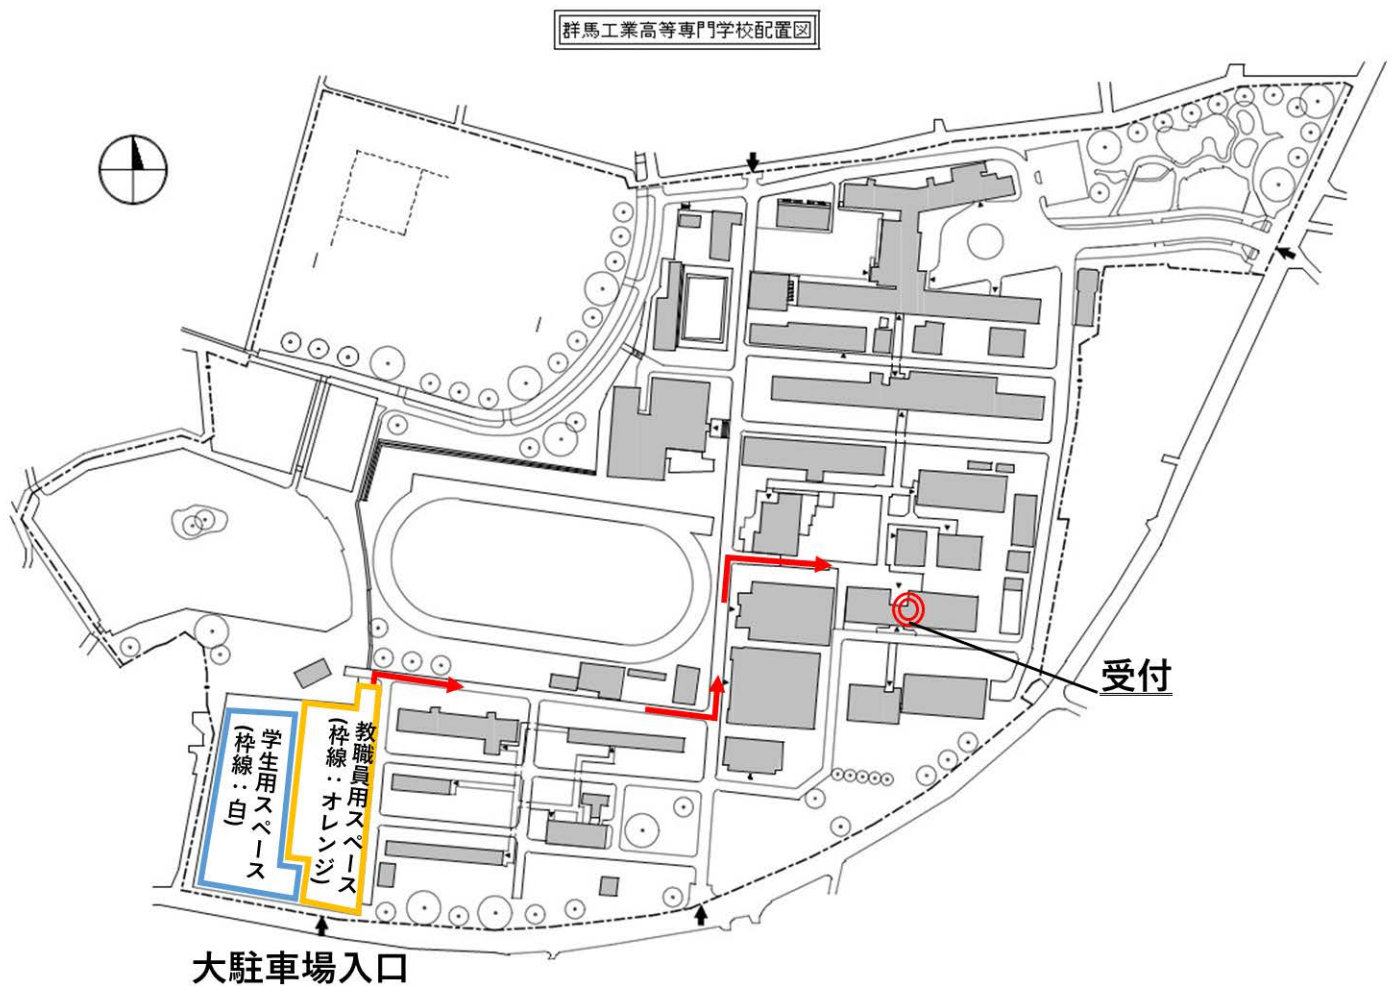 群馬工業高等専門学校配置図
受付
教職員用スペース
(枠線：オレンジ)
学生用スペース
(枠線：白)
大駐車場入口